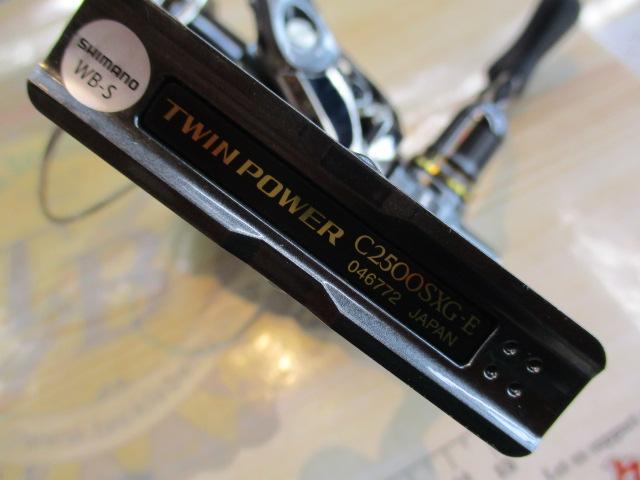 SHIMANO
WB-S
TWIN POWER C2500SXG-E
046772 JAPAN